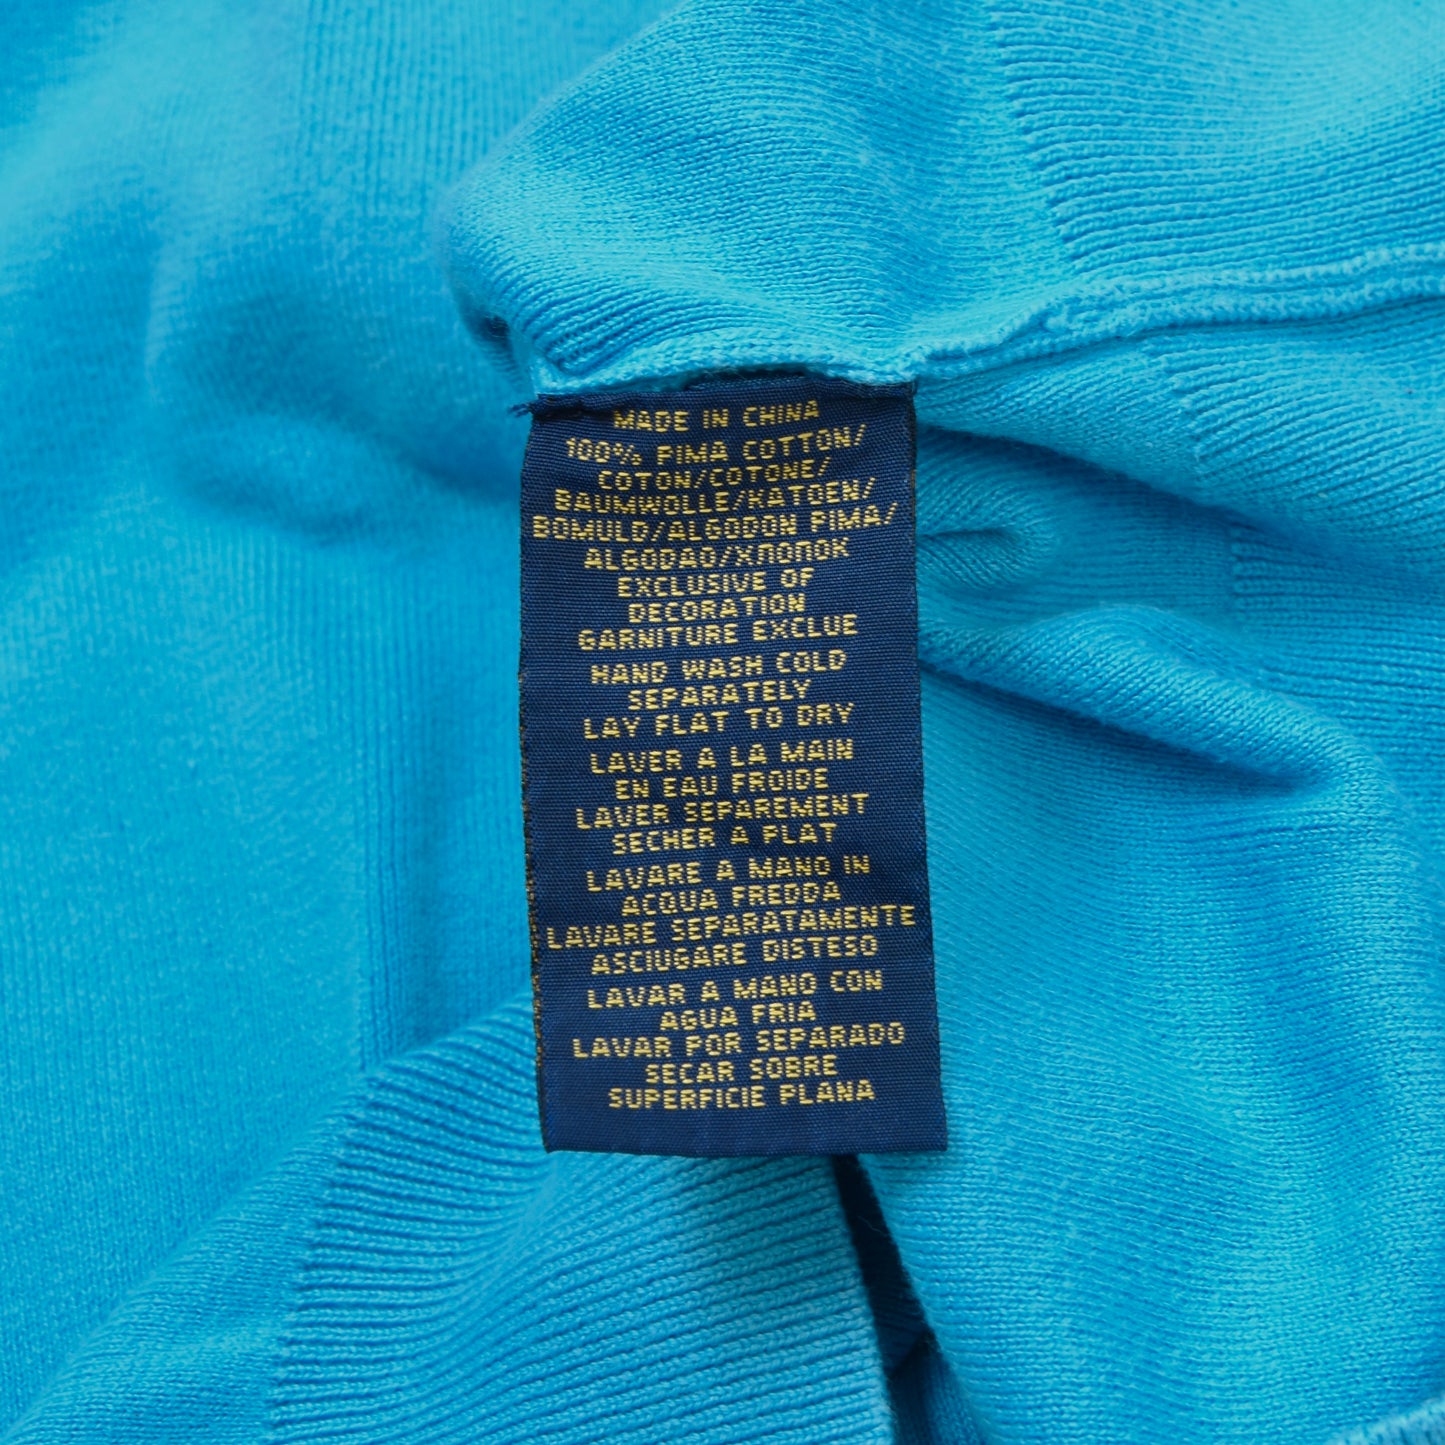 MADE IN CHINA
100% PIMA COTTON/
COTON/COTONE/
BAUMWOLLE/KATOEN/
BOMULD/ALGODON PIMA/
ALGODAO/ХЛОПОК
EXCLUSIVE OF
DECORATION
GARNITURE EXCLUE
HAND WASH COLD
SEPARATELY
LAY FLAT TO DRY
LAVER A LA MAIN
EN EAU FROIDE
LAVER SEPAREMENT
SECHER A PLAT
LAVARE A MANO IN
ACQUA FREDDA
LAVARE SEPARATAMENTE
ASCIUGARE DISTESO
LAVAR A MANO CON
AGUA FRIA
LAVAR POR SEPARADO
SECAR SOBRE
SUPERFICIE PLANA